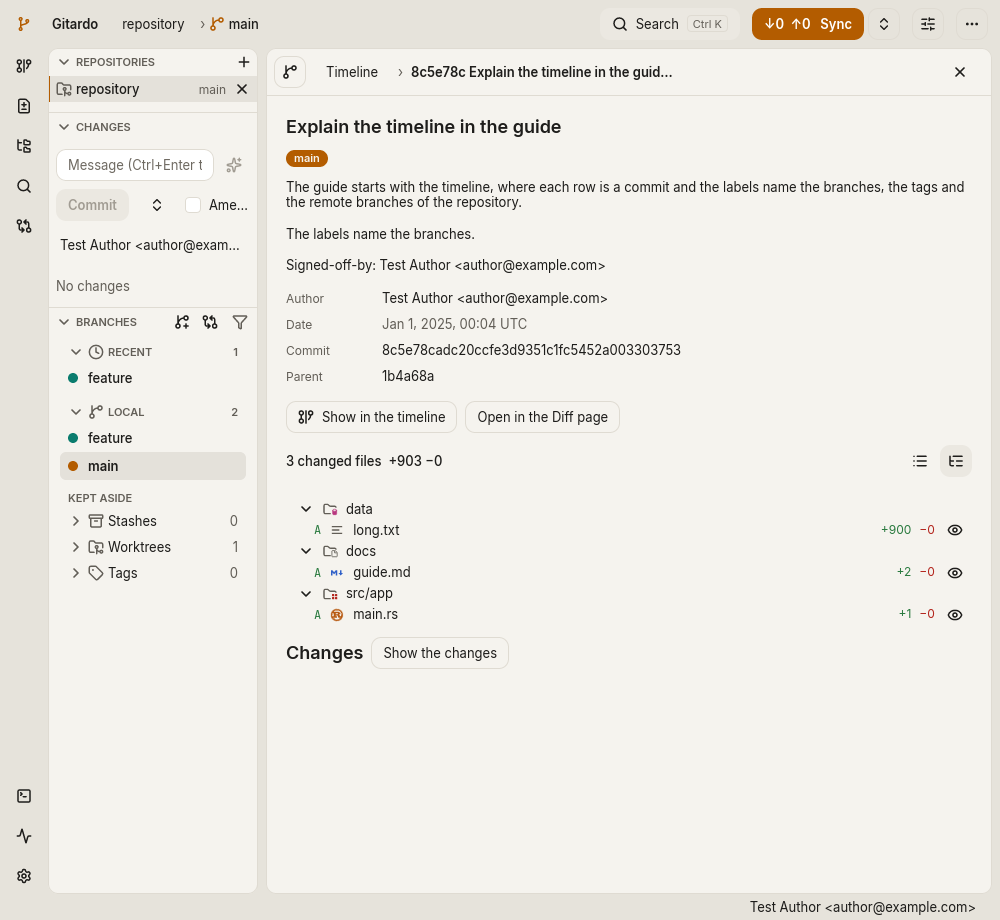 Gitardo repository › main Search Ctrl K ↓0 ↑0 Sync
REPOSITORIES
repository main
CHANGES
Message (Ctrl+Enter t
Commit Ame...
Test Author <author@exam...
No changes
BRANCHES
RECENT 1
feature
LOCAL 2
feature
main
KEPT ASIDE
Stashes 0
Worktrees 1
Tags 0
Timeline › 8c5e78c Explain the timeline in the guid...
Explain the timeline in the guide
main
The guide starts with the timeline, where each row is a commit and the labels name the branches, the tags and
the remote branches of the repository.
The labels name the branches.
Signed-off-by: Test Author <author@example.com>
Author Test Author <author@example.com>
Date Jan 1, 2025, 00:04 UTC
Commit 8c5e78cadc20ccfe3d9351c1fc5452a003303753
Parent 1b4a68a
Show in the timeline Open in the Diff page
3 changed files +903 −0
data
A long.txt +900 −0
docs
A guide.md +2 −0
src/app
A main.rs +1 −0
Changes Show the changes
Test Author <author@example.com>